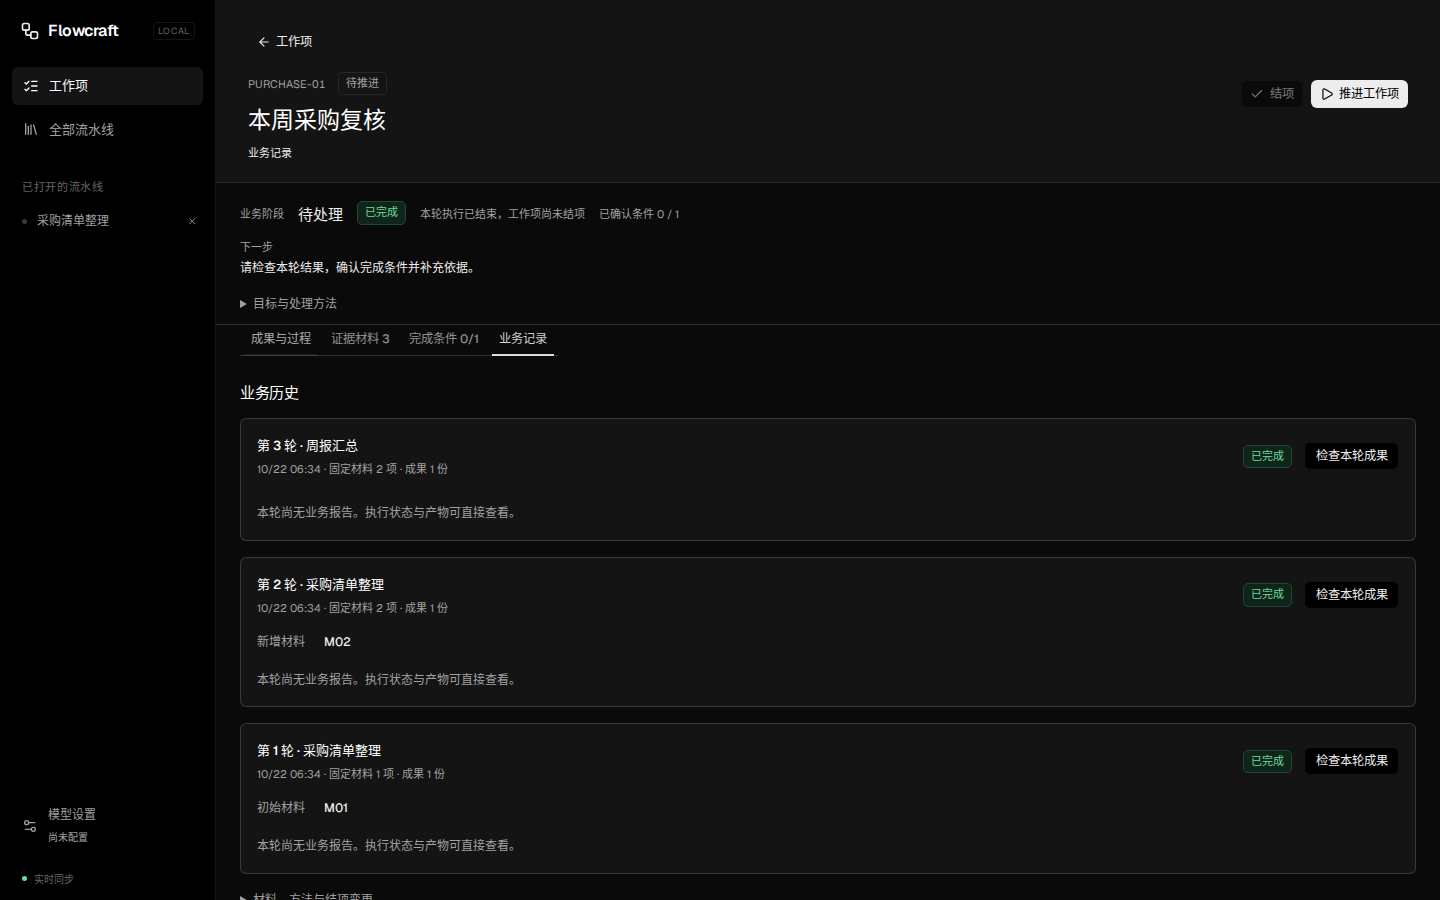 Flowcraft LOCAL
工作项
全部流水线
已打开的流水线
采购清单整理
模型设置
尚未配置
实时同步
工作项
PURCHASE-01 待推进
本周采购复核
业务记录
结项 推进工作项
业务阶段 待处理 已完成 本轮执行已结束，工作项尚未结项 已确认条件 0 / 1
下一步
请检查本轮结果，确认完成条件并补充依据。
目标与处理方法
成果与过程 证据材料 3 完成条件 0/1 业务记录
业务历史
第 3 轮 · 周报汇总
10/22 06:34 · 固定材料 2 项 · 成果 1 份
已完成 检查本轮成果
本轮尚无业务报告。执行状态与产物可直接查看。
第 2 轮 · 采购清单整理
10/22 06:34 · 固定材料 2 项 · 成果 1 份
已完成 检查本轮成果
新增材料 M02
本轮尚无业务报告。执行状态与产物可直接查看。
第 1 轮 · 采购清单整理
10/22 06:34 · 固定材料 1 项 · 成果 1 份
已完成 检查本轮成果
初始材料 M01
本轮尚无业务报告。执行状态与产物可直接查看。
材料、方法与结项变更